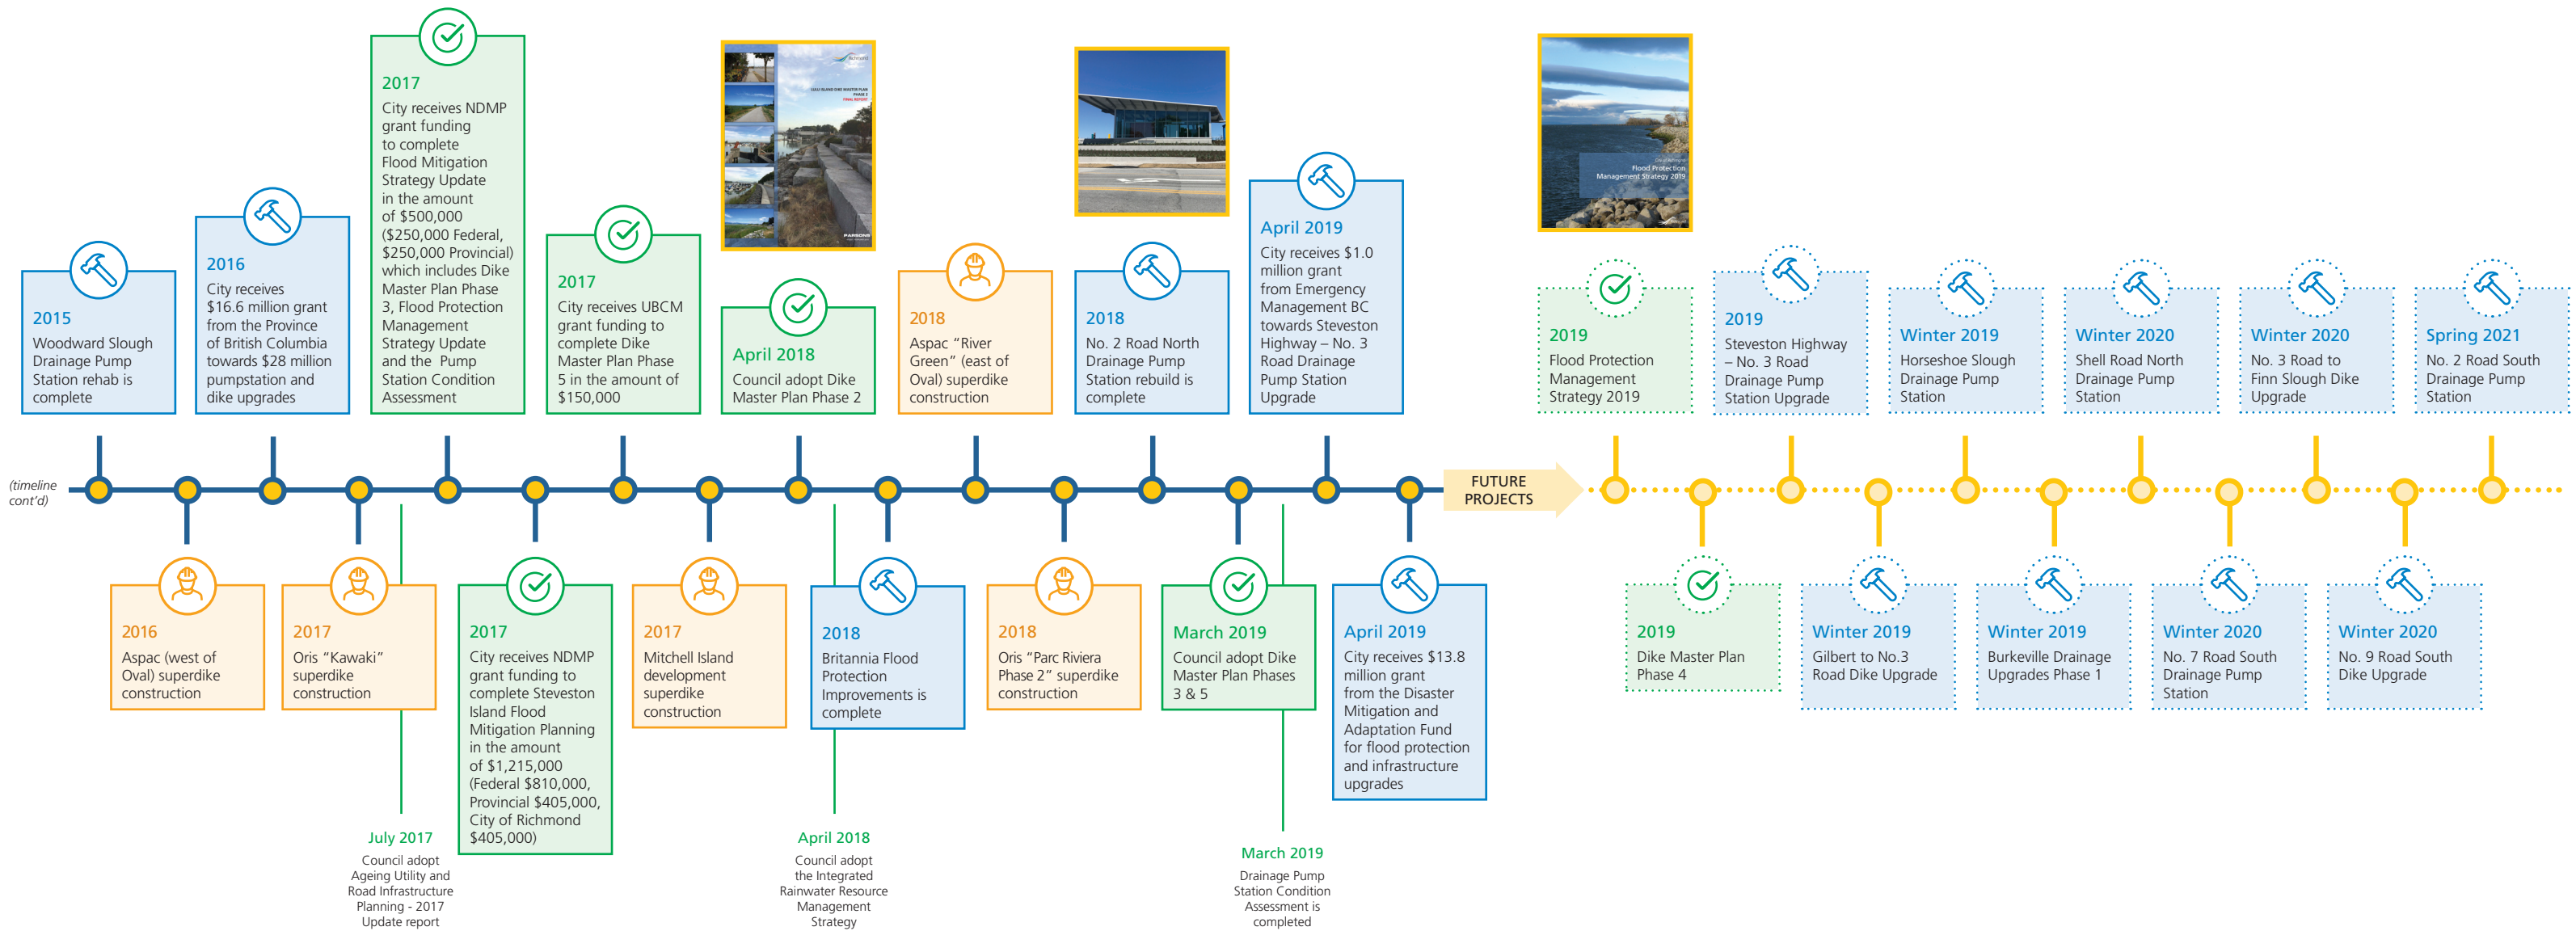 2015
Woodward Slough
Drainage Pump
Station rehab is
complete
2016
City receives
$16.6 million grant
from the Province
of British Columbia
towards $28 million
pumpstation and
dike upgrades
2017
City receives NDMP
grant funding
to complete
Flood Mitigation
Strategy Update
in the amount
of $500,000
($250,000 Federal,
$250,000 Provincial)
which includes Dike
Master Plan Phase
3, Flood Protection
Management
Strategy Update
and the Pump
Station Condition
Assessment
2017
City receives UBCM
grant funding to
complete Dike
Master Plan Phase
5 in the amount of
$150,000
Richmond
LULU ISLAND DIKE MASTER PLAN
PHASE 2
FINAL REPORT
PARSONS
April 2018
Council adopt Dike
Master Plan Phase 2
2018
Aspac “River
Green” (east of
Oval) superdike
construction
2018
No. 2 Road North
Drainage Pump
Station rebuild is
complete
April 2019
City receives $1.0
million grant
from Emergency
Management BC
towards Steveston
Highway – No. 3
Road Drainage
Pump Station
Upgrade
City of Richmond
Flood Protection
Management Strategy 2019
2019
Flood Protection
Management
Strategy 2019
2019
Steveston Highway
– No. 3 Road
Drainage Pump
Station Upgrade
Winter 2019
Horseshoe Slough
Drainage Pump
Station
Winter 2020
Shell Road North
Drainage Pump
Station
Winter 2020
No. 3 Road to
Finn Slough Dike
Upgrade
Spring 2021
No. 2 Road South
Drainage Pump
Station
(timeline
cont’d)
FUTURE
PROJECTS
2016
Aspac (west of
Oval) superdike
construction
2017
Oris “Kawaki”
superdike
construction
July 2017
Council adopt
Ageing Utility and
Road Infrastructure
Planning - 2017
Update report
2017
City receives NDMP
grant funding to
complete Steveston
Island Flood
Mitigation Planning
in the amount
of $1,215,000
(Federal $810,000,
Provincial $405,000,
City of Richmond
$405,000)
2017
Mitchell Island
development
superdike
construction
April 2018
Council adopt
the Integrated
Rainwater Resource
Management
Strategy
2018
Britannia Flood
Protection
Improvements is
complete
2018
Oris “Parc Riviera
Phase 2” superdike
construction
March 2019
Council adopt Dike
Master Plan Phases
3 & 5
March 2019
Drainage Pump
Station Condition
Assessment is
completed
April 2019
City receives $13.8
million grant
from the Disaster
Mitigation and
Adaptation Fund
for flood protection
and infrastructure
upgrades
2019
Dike Master Plan
Phase 4
Winter 2019
Gilbert to No.3
Road Dike Upgrade
Winter 2019
Burkeville Drainage
Upgrades Phase 1
Winter 2020
No. 7 Road South
Drainage Pump
Station
Winter 2020
No. 9 Road South
Dike Upgrade